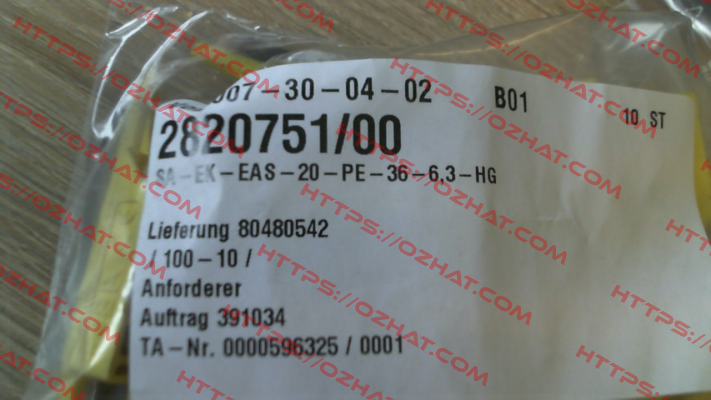 007-30-04-02 B01 10 ST
2820751/00
SA-EK-EAS-20-PE-36-6,3-HG
Lieferung 80480542
/ 100-10 /
Anforderer
Auftrag 391034
TA-Nr. 0000596325 / 0001
HTTPS://OZHAT.COM